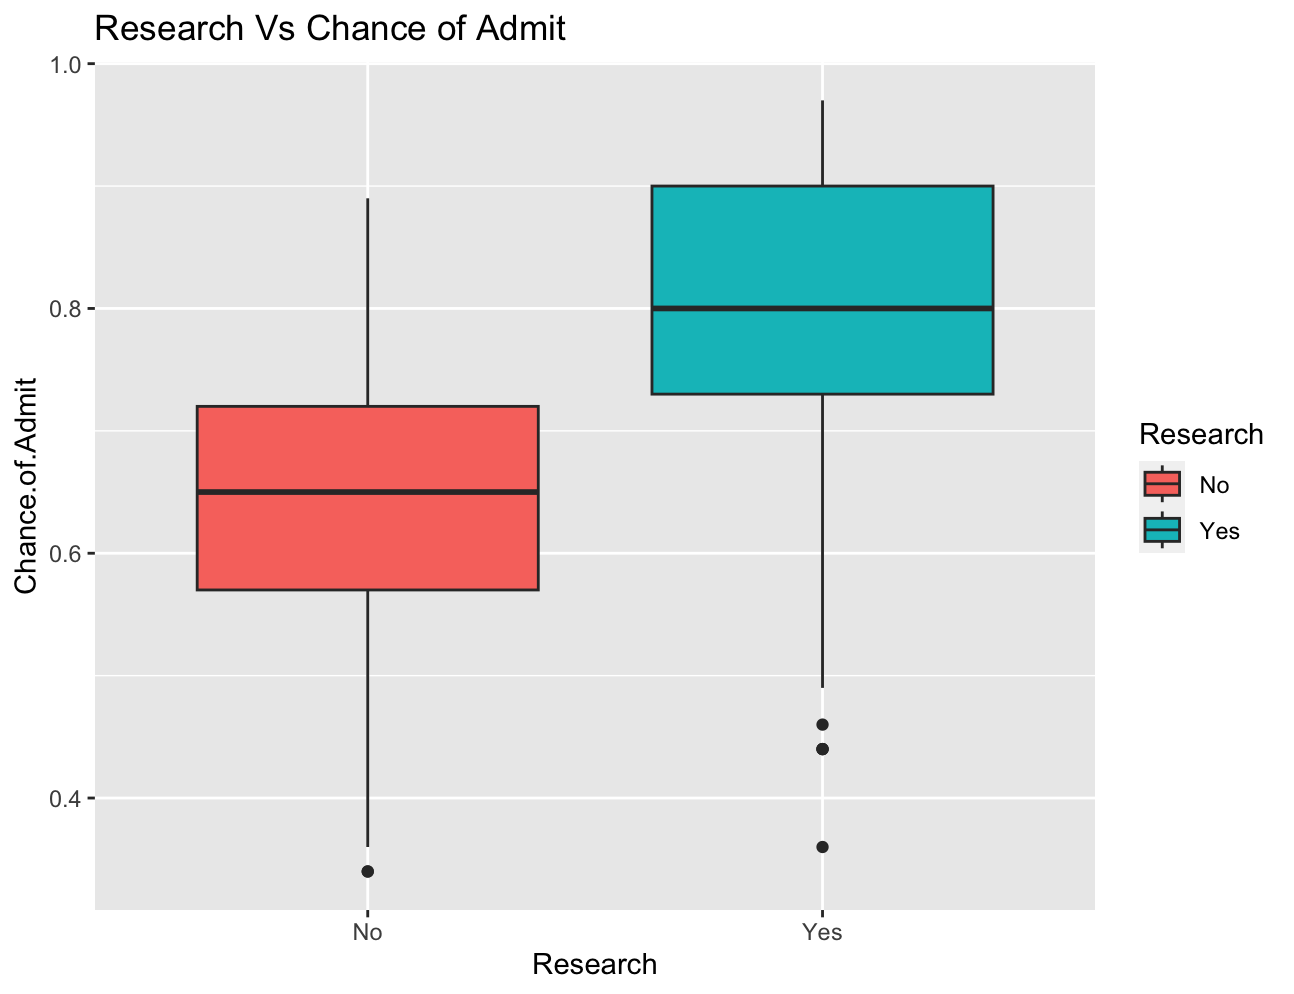 Research Vs Chance of Admit
1.0
0.8
0.6
0.4
Chance.of.Admit
No
Yes
Research
Research
No
Yes